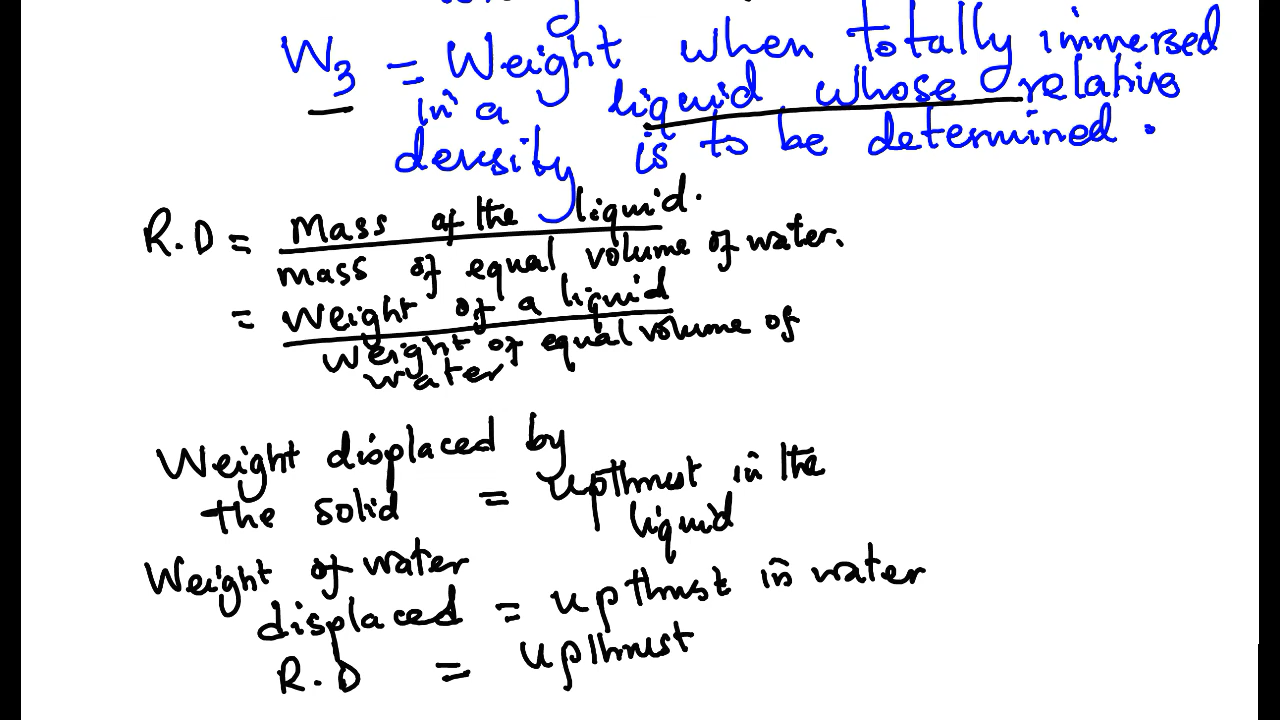 W3 = Weight when totally immersed
in a liquid whose relative
density is to be determined.
R.D = Mass of the liquid.
mass of equal volume of water.
= Weight of a liquid
Weight of equal volume of
water
Weight displaced by
the solid = upthrust in the
liquid
Weight of water
displaced = upthrust in water
R.D = upthrust